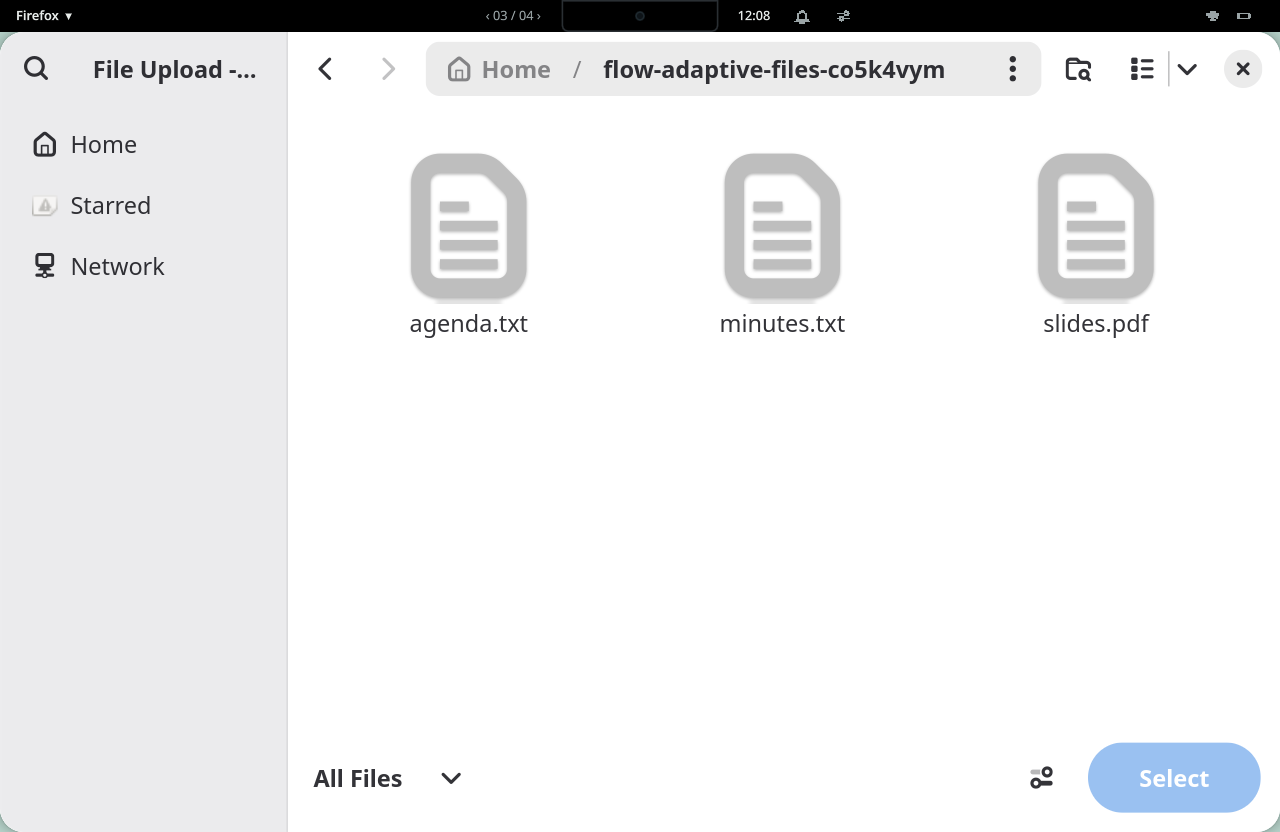 Firefox ▾ ‹ 03 / 04 › 12:08
File Upload -... Home / flow-adaptive-files-co5k4vym
Home
Starred
Network
agenda.txt minutes.txt slides.pdf
All Files Select